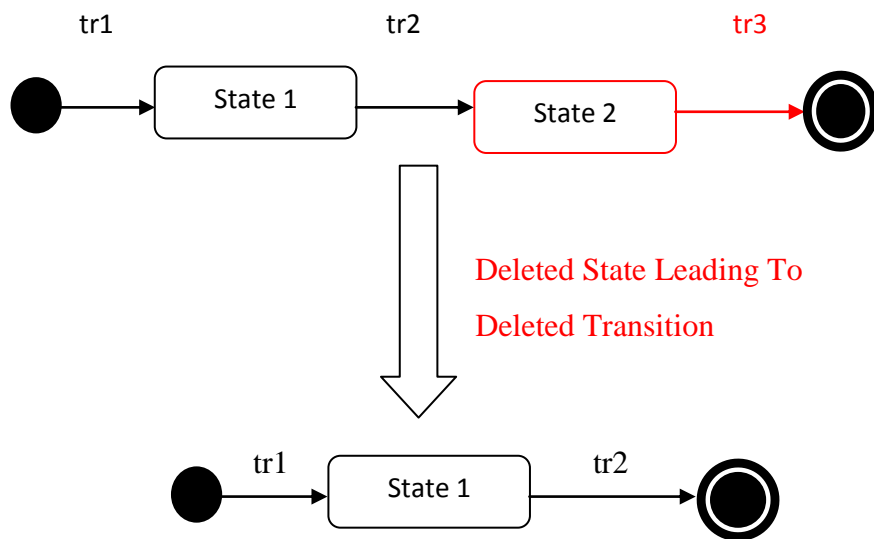 tr1 tr2 tr3
State 1
State 2
Deleted State Leading To
Deleted Transition
tr1 tr2
State 1